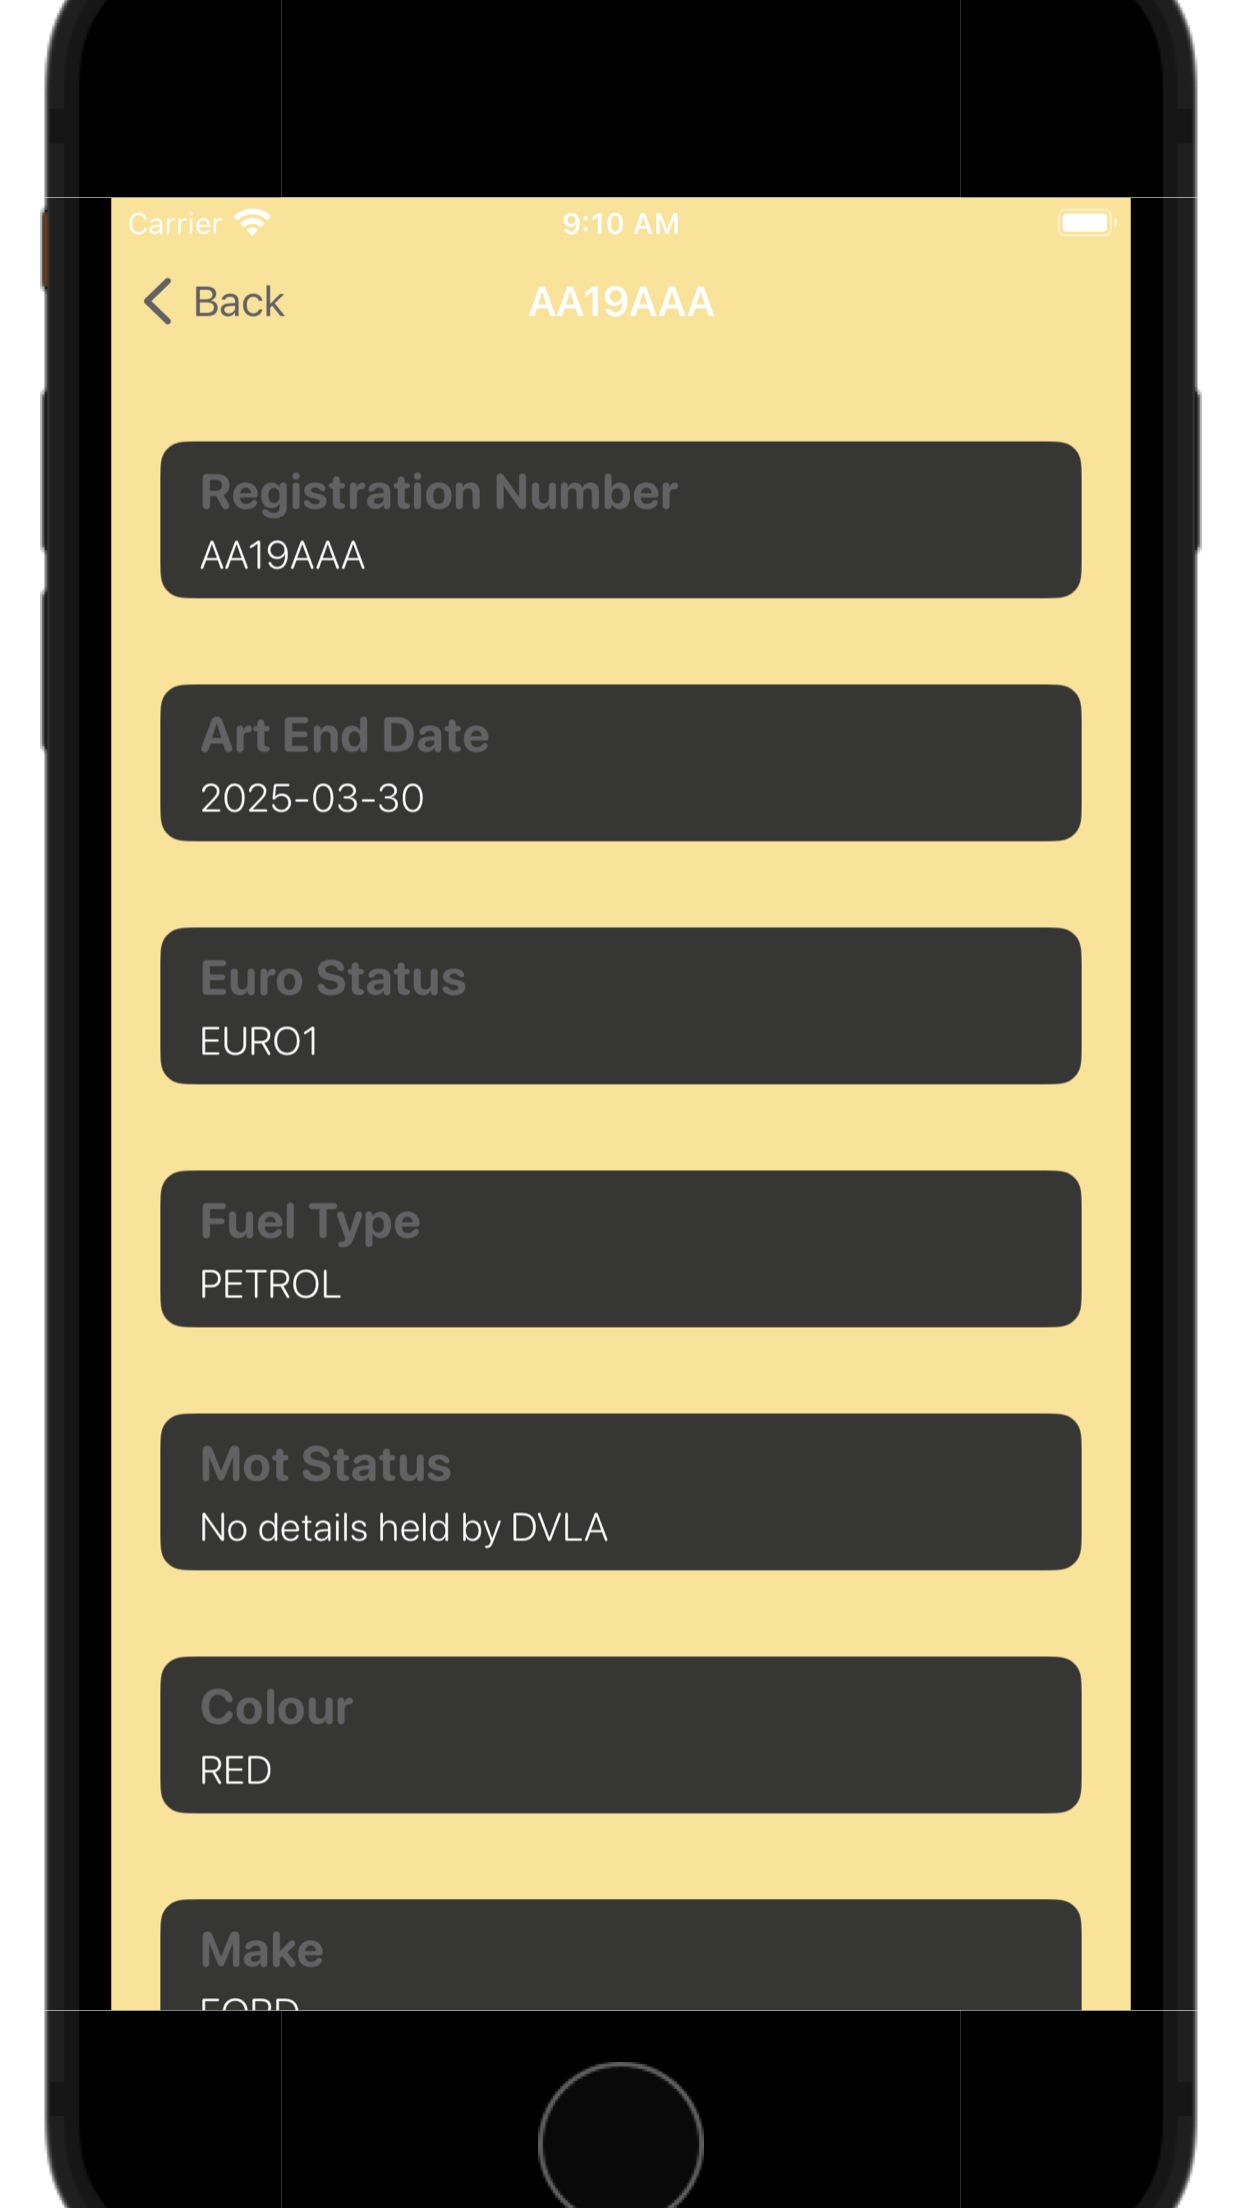 Carrier
9:10 AM
Back
AA19AAA
Registration Number
AA19AAA
Art End Date
2025-03-30
Euro Status
EURO1
Fuel Type
PETROL
Mot Status
No details held by DVLA
Colour
RED
Make
FORD